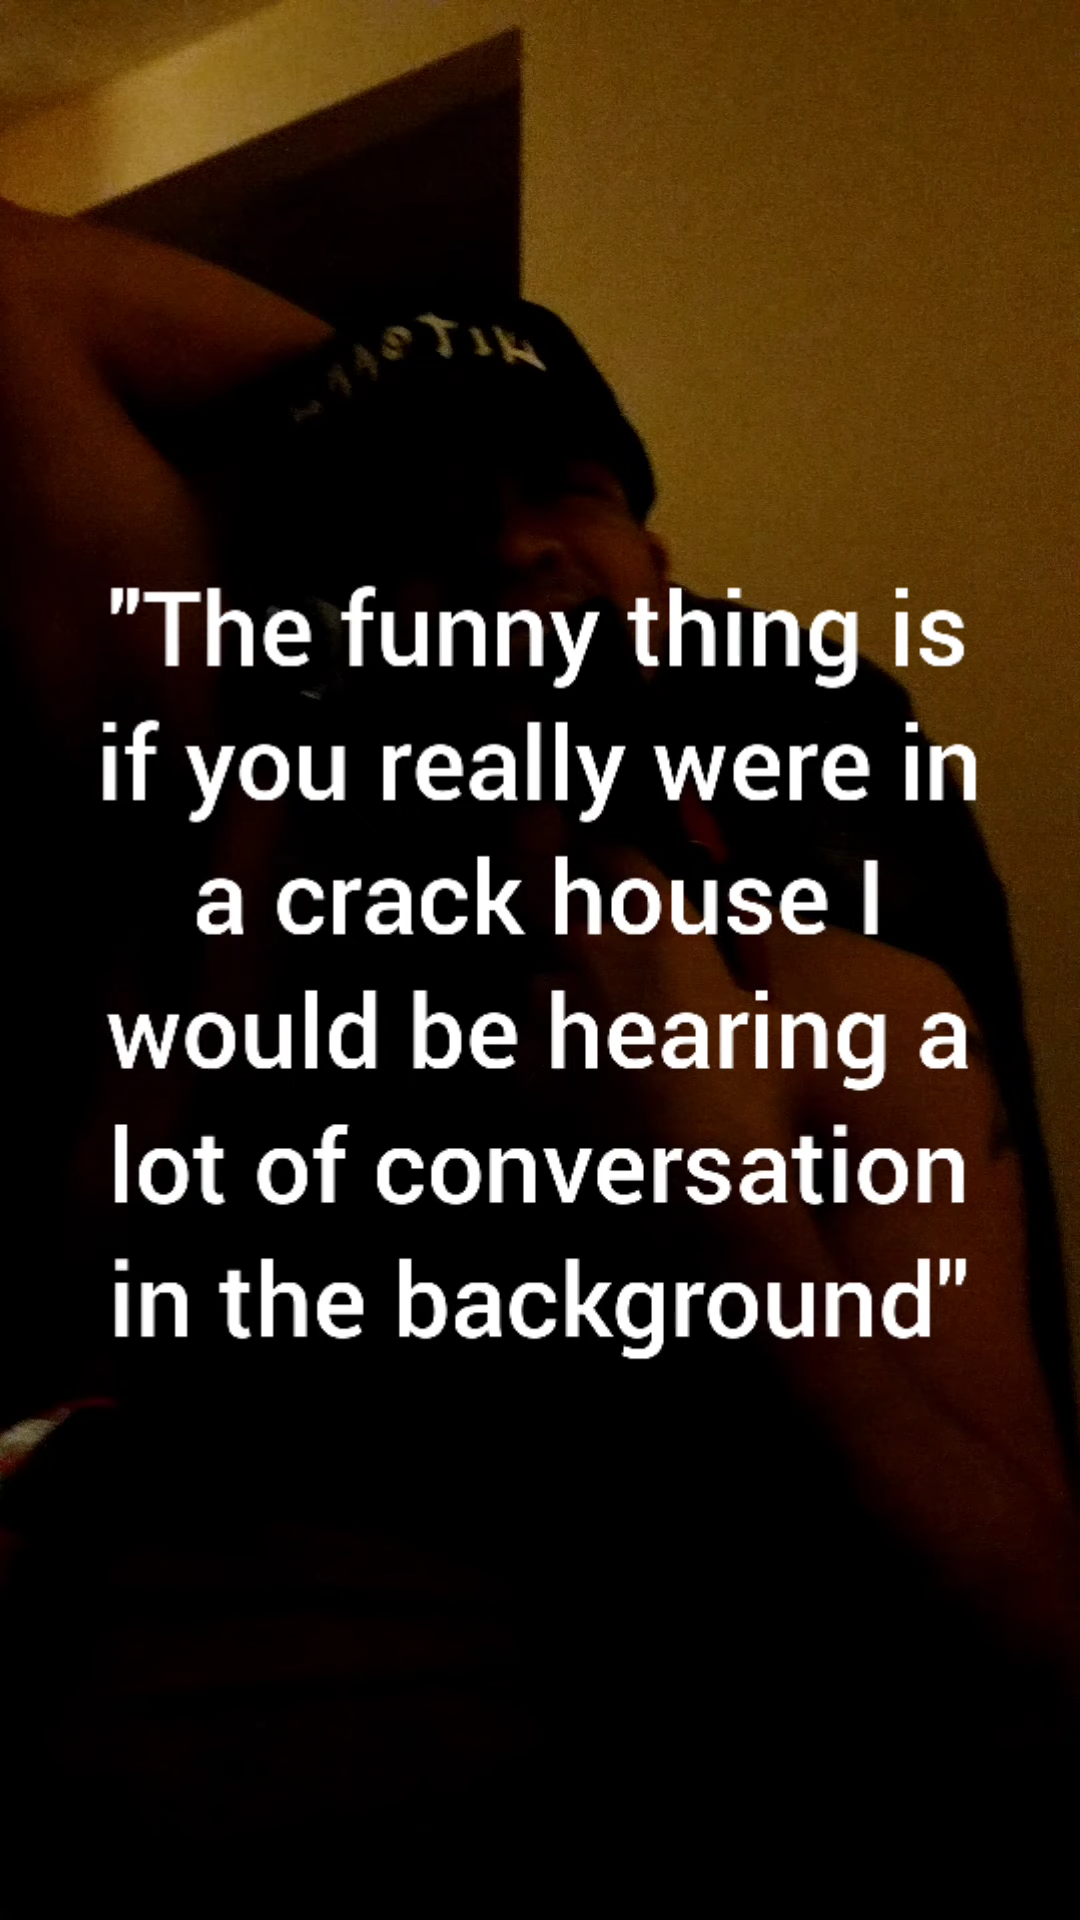 "The funny thing is
if you really were in
a crack house I
would be hearing a
lot of conversation
in the background"